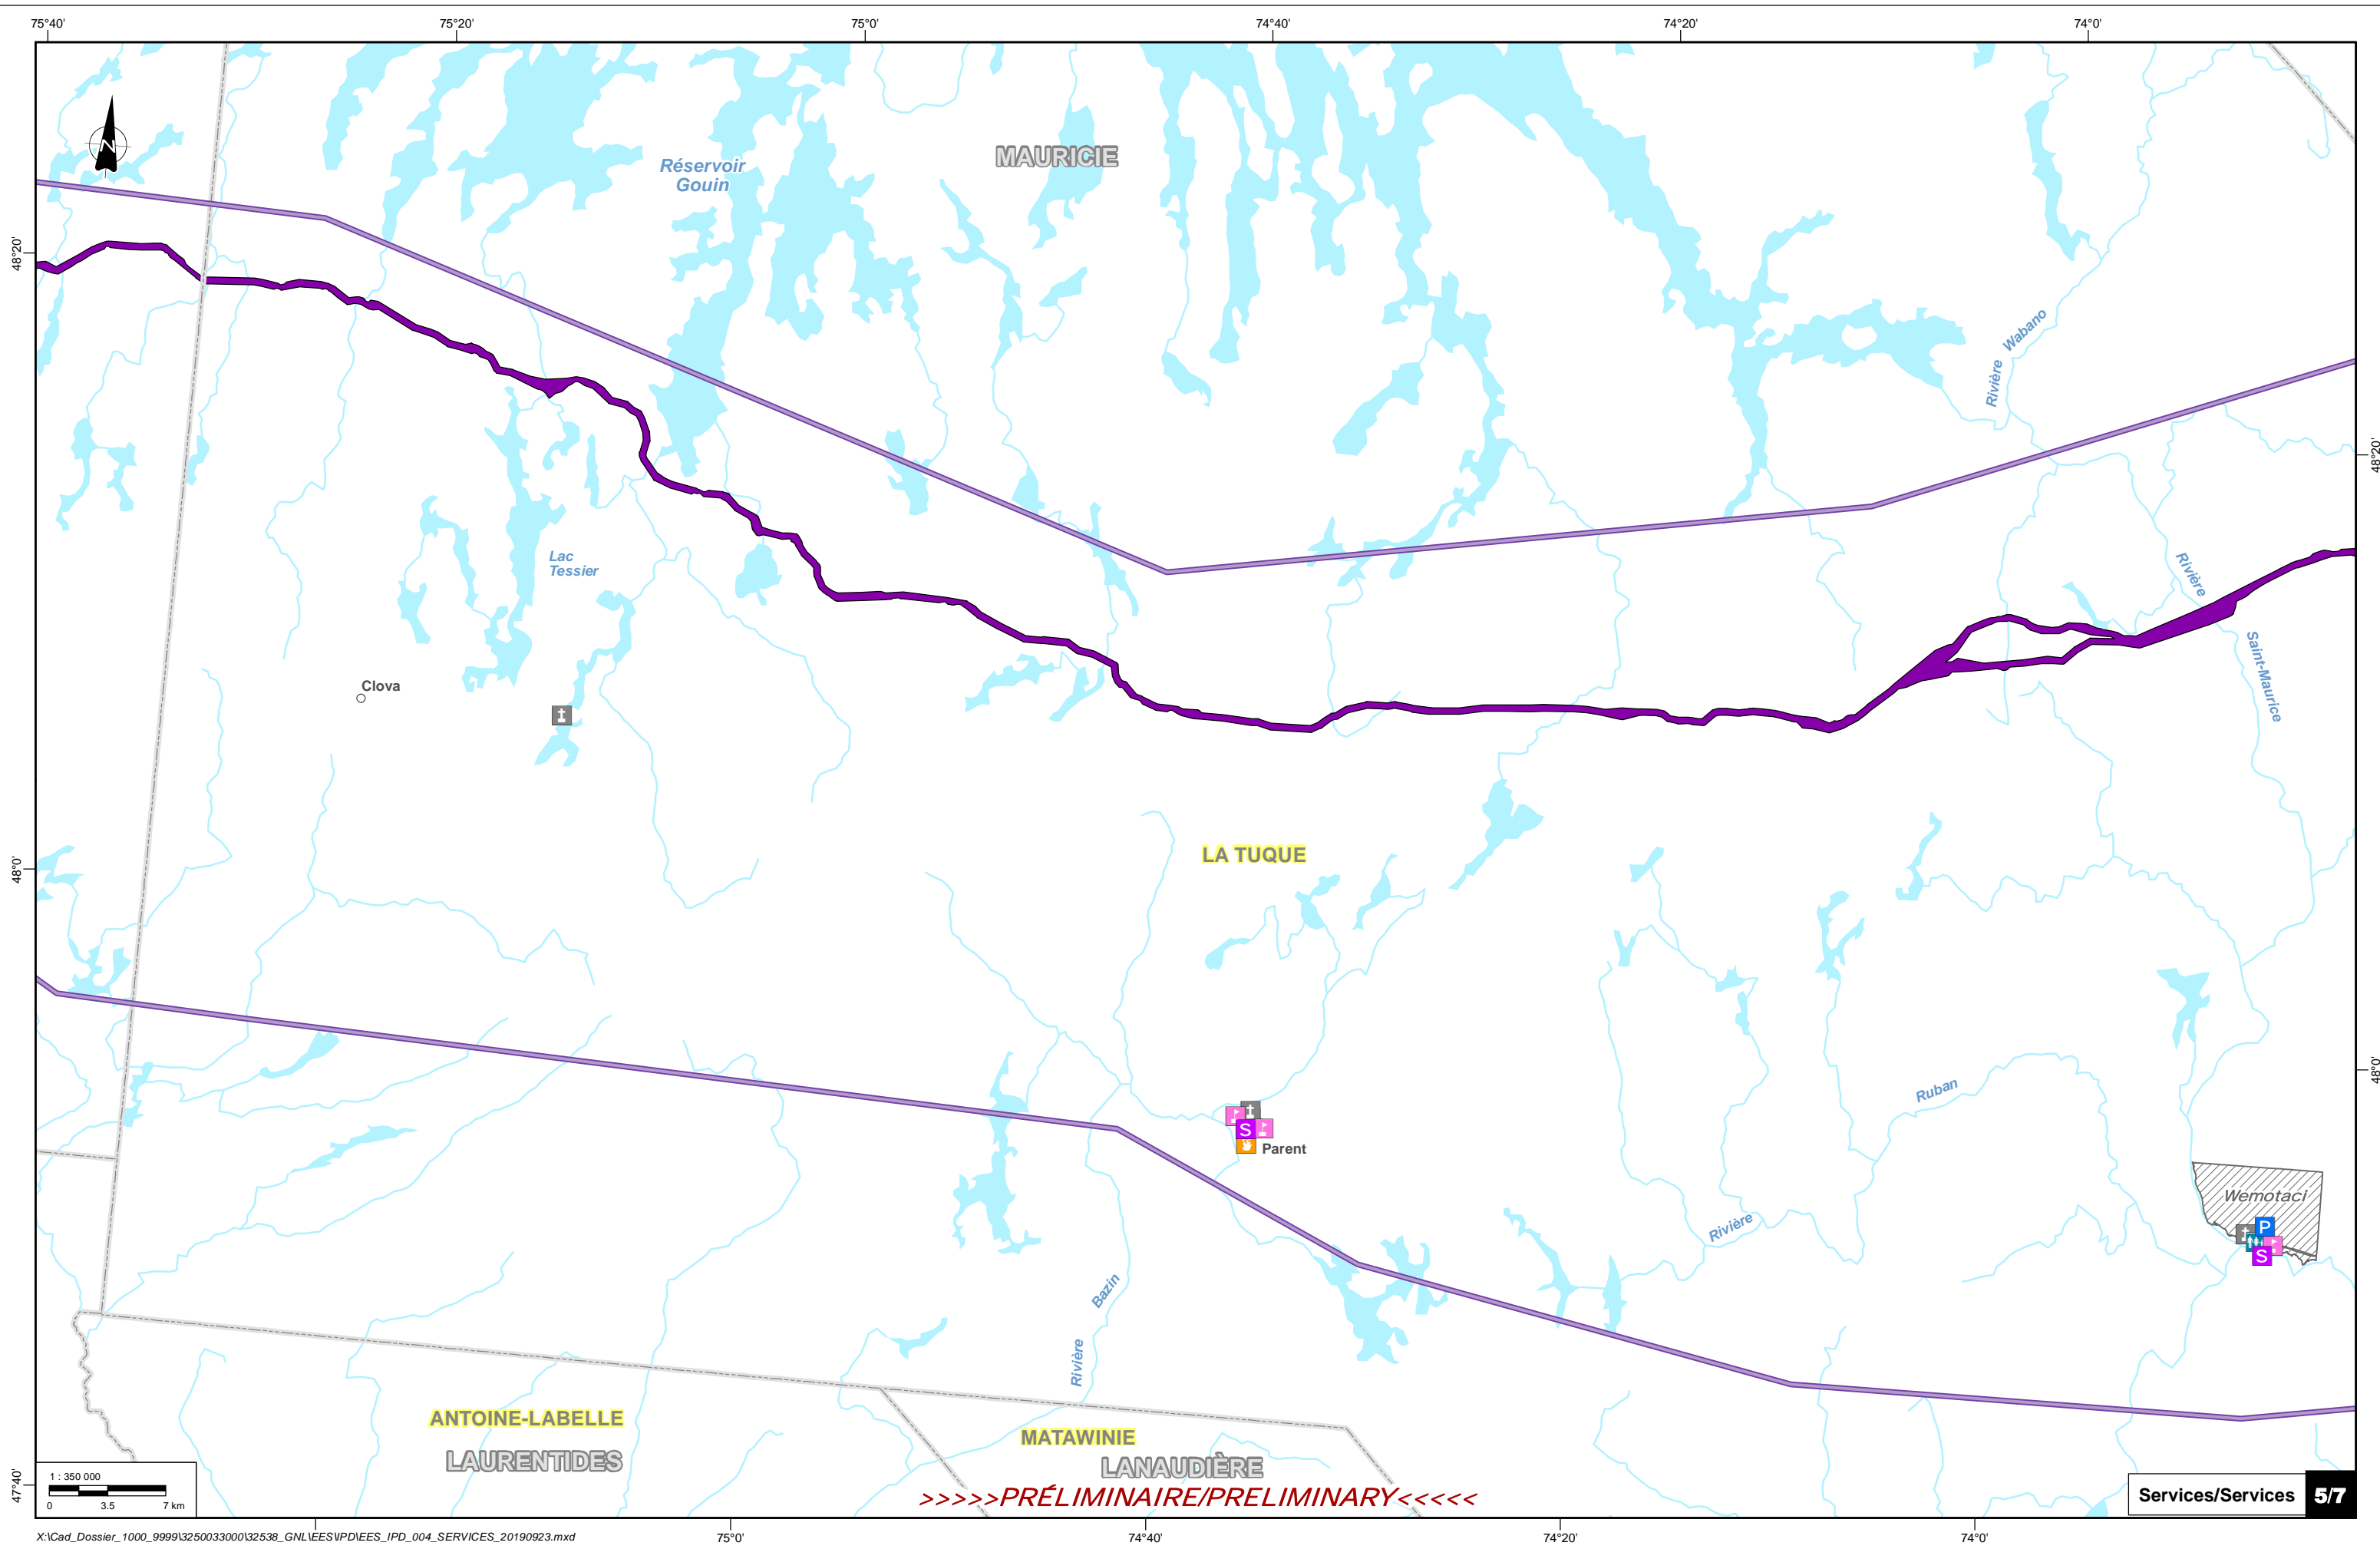 75°40'
75°20'
75°0'
74°40'
74°20'
74°0'
N
MAURICIE
Réservoir
Gouin
48°20'
Rivière Wabano
48°20'
Lac
Tessier
Rivière
Saint-Maurice
Clova
LA TUQUE
48°0'
48°0'
Ruban
Parent
S
Wemotaci
P
S
Rivière
Bazin
Rivière
ANTOINE-LABELLE
MATAWINIE
LAURENTIDES
LANAUDIÈRE
47°40'
1 : 350 000
0 3.5 7 km
>>>>>PRÉLIMINAIRE/PRELIMINARY<<<<<
Services/Services 5/7
X:\Cad_Dossier_1000_9999\3250033000\32538_GNL\EES\IPD\EES_IPD_004_SERVICES_20190923.mxd
75°0'
74°40'
74°20'
74°0'